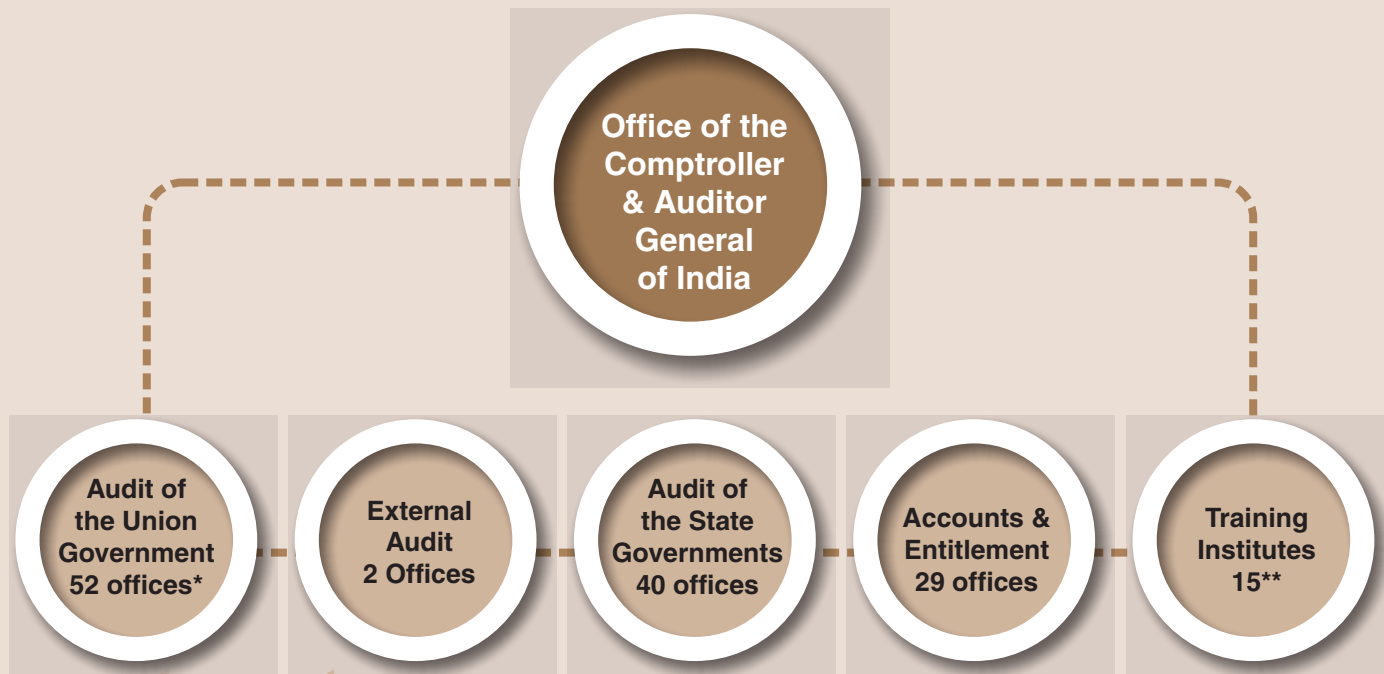 Office of the
Comptroller
& Auditor
General
of India
Audit of
the Union
Government
52 offices*
External
Audit
2 Offices
Audit of
the State
Governments
40 offices
Accounts &
Entitlement
29 offices
Training
Institutes
15**